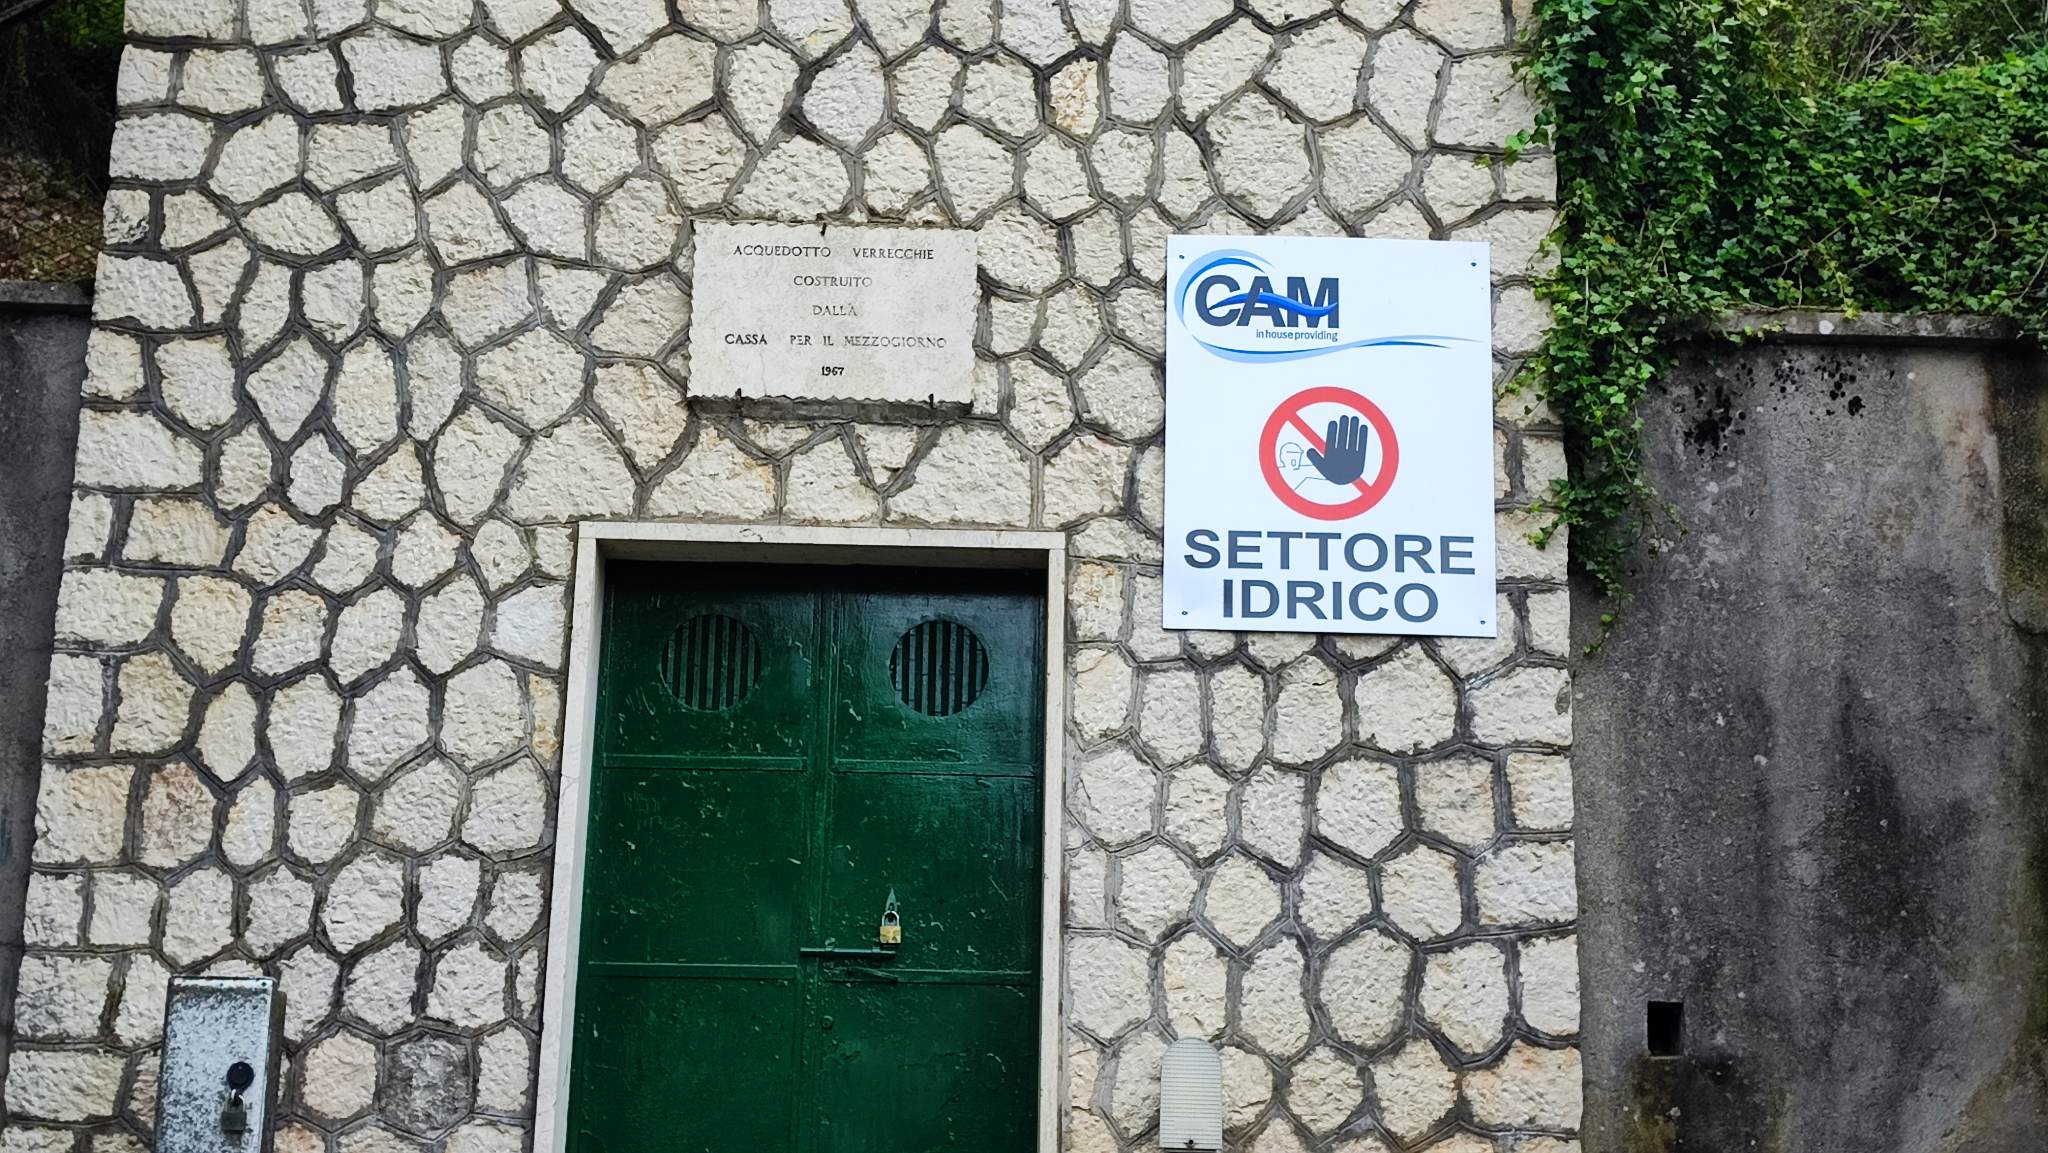 ACQUEDOTTO VERRECCHIE
COSTRUITO
DALLA
CASSA PER IL MEZZOGIORNO
1967
CAM
in house providing
SETTORE
IDRICO